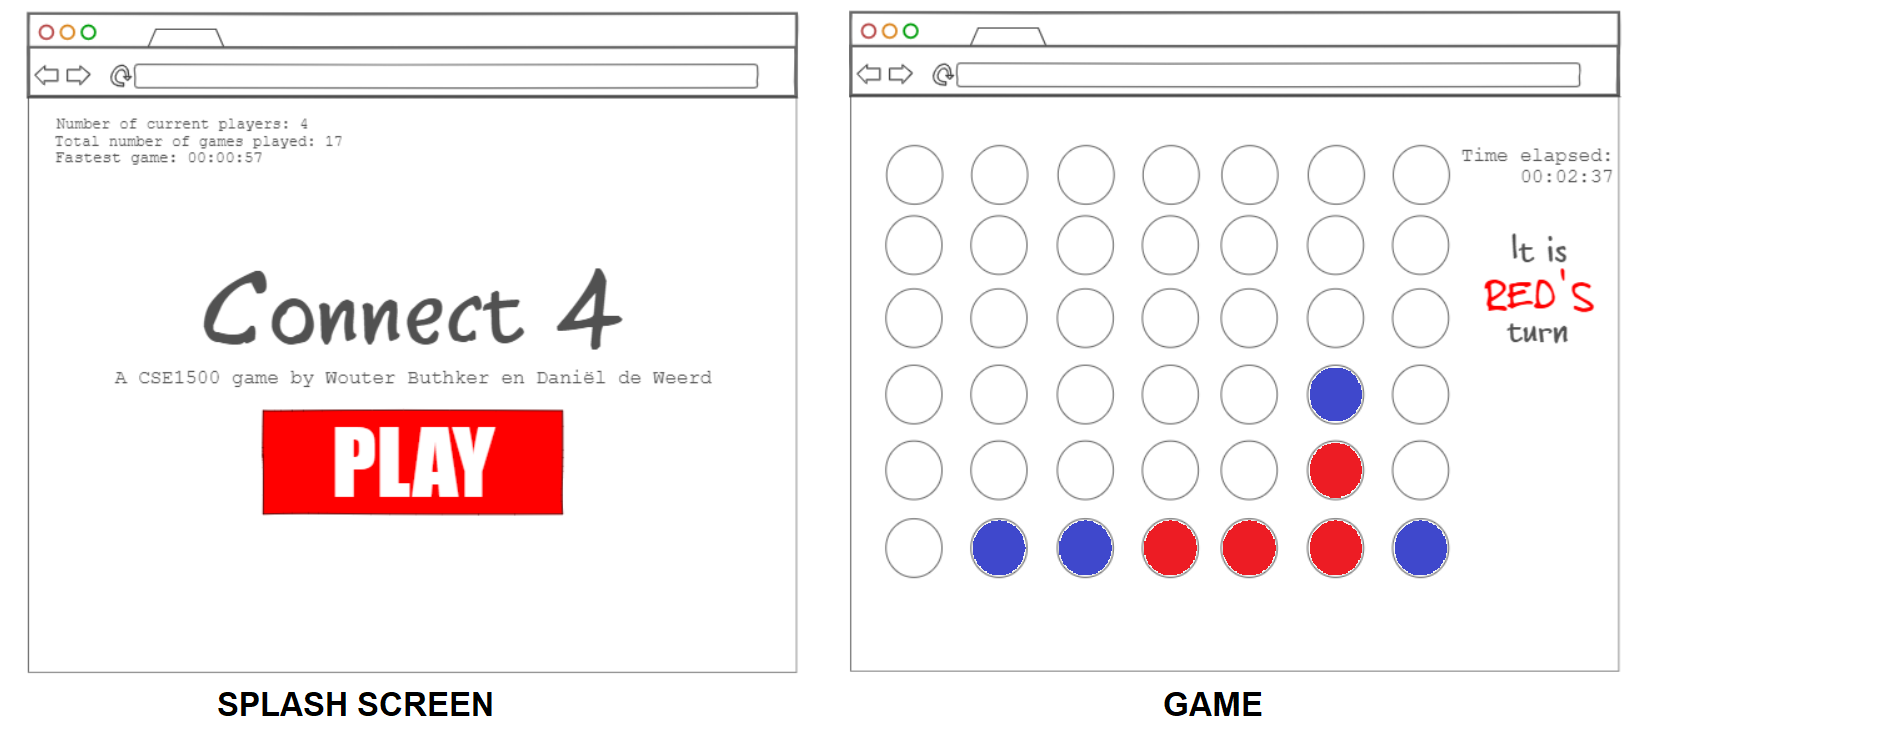 Number of current players: 4
Total number of games played: 17
Fastest game: 00:00:57
Connect 4
A CSE1500 game by Wouter Buthker en Daniël de Weerd
PLAY
SPLASH SCREEN
Time elapsed:
00:02:37
It is
RED'S
turn
GAME